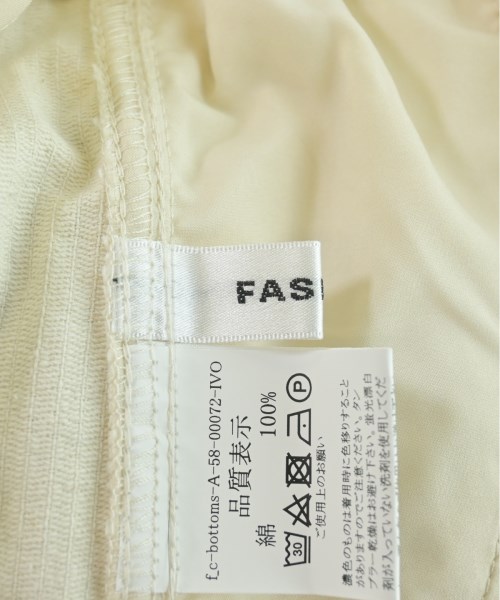 FAS
f_c-bottoms-A-58-00072-IVO
品質表示
綿 100%
30 P
ご使用上のお願い
濃色のものは着用時に色移りすること
がありますのでご注意ください。タン
ブラー乾燥はお避け下さい。蛍光漂白
剤が入っていない洗剤を使用してくだ